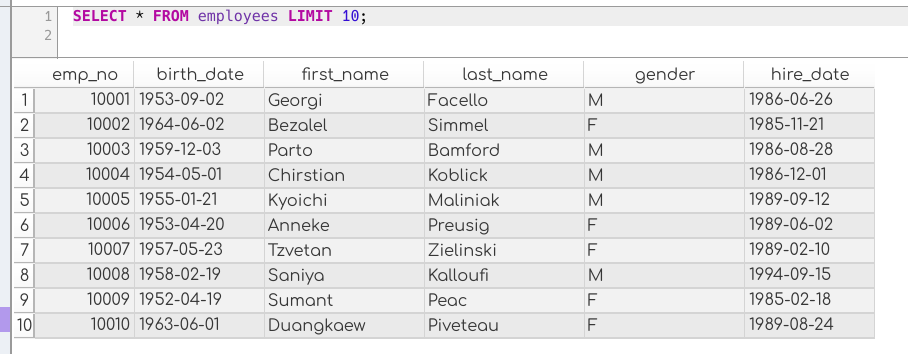 1 SELECT * FROM employees LIMIT 10;
2
emp_no birth_date first_name last_name gender hire_date
1 10001 1953-09-02 Georgi Facello M 1986-06-26
2 10002 1964-06-02 Bezalel Simmel F 1985-11-21
3 10003 1959-12-03 Parto Bamford M 1986-08-28
4 10004 1954-05-01 Chirstian Koblick M 1986-12-01
5 10005 1955-01-21 Kyoichi Maliniak M 1989-09-12
6 10006 1953-04-20 Anneke Preusig F 1989-06-02
7 10007 1957-05-23 Tzvetan Zielinski F 1989-02-10
8 10008 1958-02-19 Saniya Kalloufi M 1994-09-15
9 10009 1952-04-19 Sumant Peac F 1985-02-18
10 10010 1963-06-01 Duangkaew Piveteau F 1989-08-24